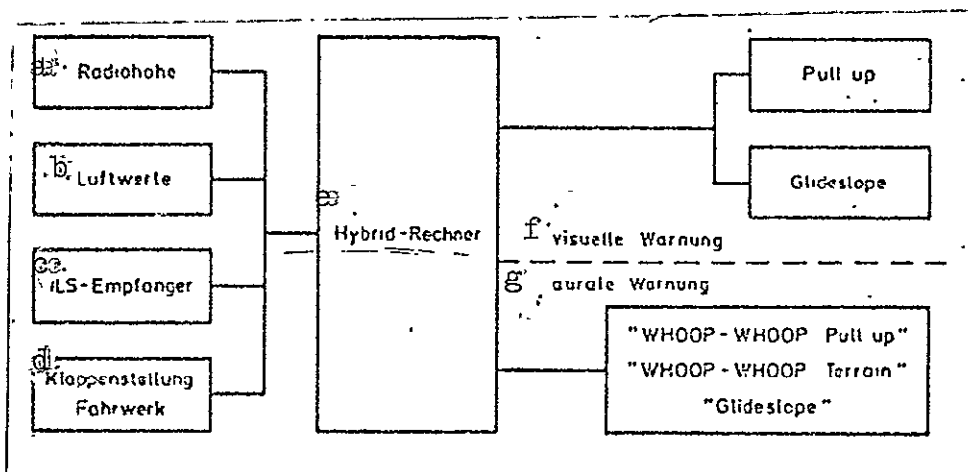 a. Radiohohe
b. Luftwerte
c. ILS-Empfanger
d Klappenstellung
Fahrwerk
e
Hybrid-Rechner
Pull up
Glideslope
f visuelle Warnung
g aurale Warnung
"WHOOP-WHOOP Pull up"
"WHOOP-WHOOP Terrain"
"Glideslope"